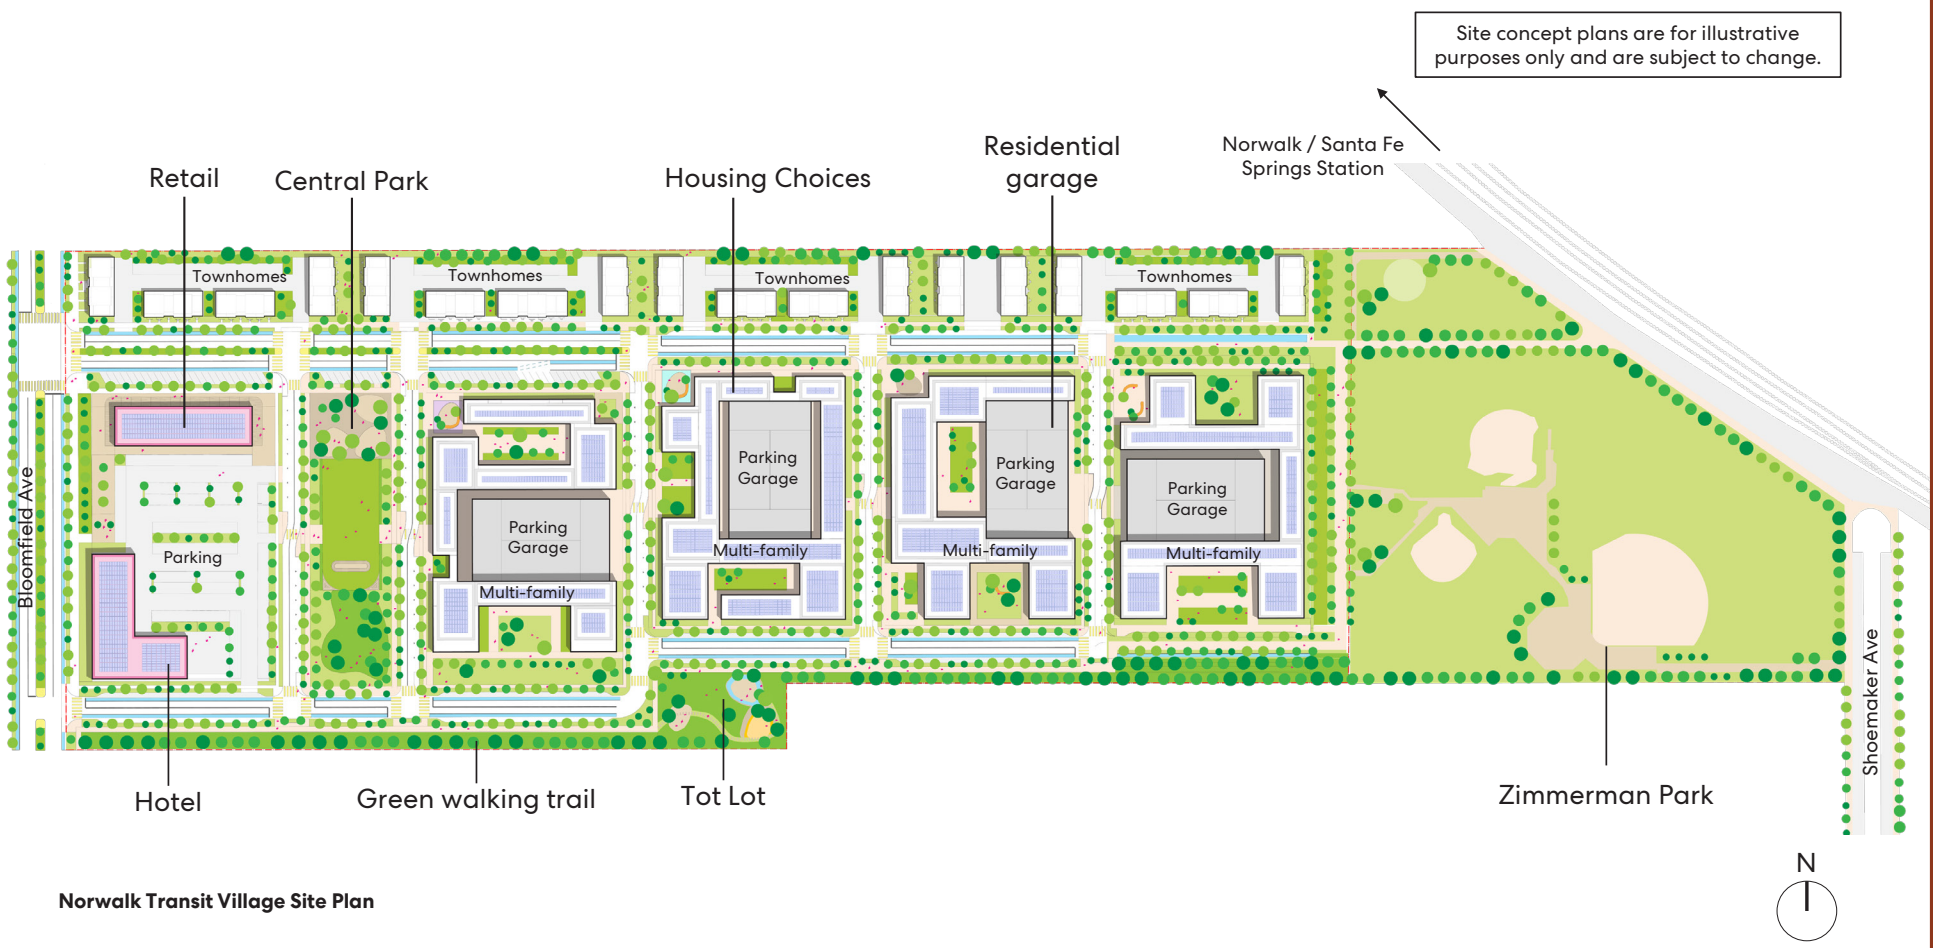 Site concept plans are for illustrative
purposes only and are subject to change.
Norwalk / Santa Fe
Springs Station
Residential
garage
Retail
Central Park
Housing Choices
Townhomes
Townhomes
Townhomes
Townhomes
Bloomfield Ave
Parking
Parking
Garage
Multi-family
Parking
Garage
Multi-family
Parking
Garage
Multi-family
Parking
Garage
Multi-family
Shoemaker Ave
Hotel
Green walking trail
Tot Lot
Zimmerman Park
N
Norwalk Transit Village Site Plan